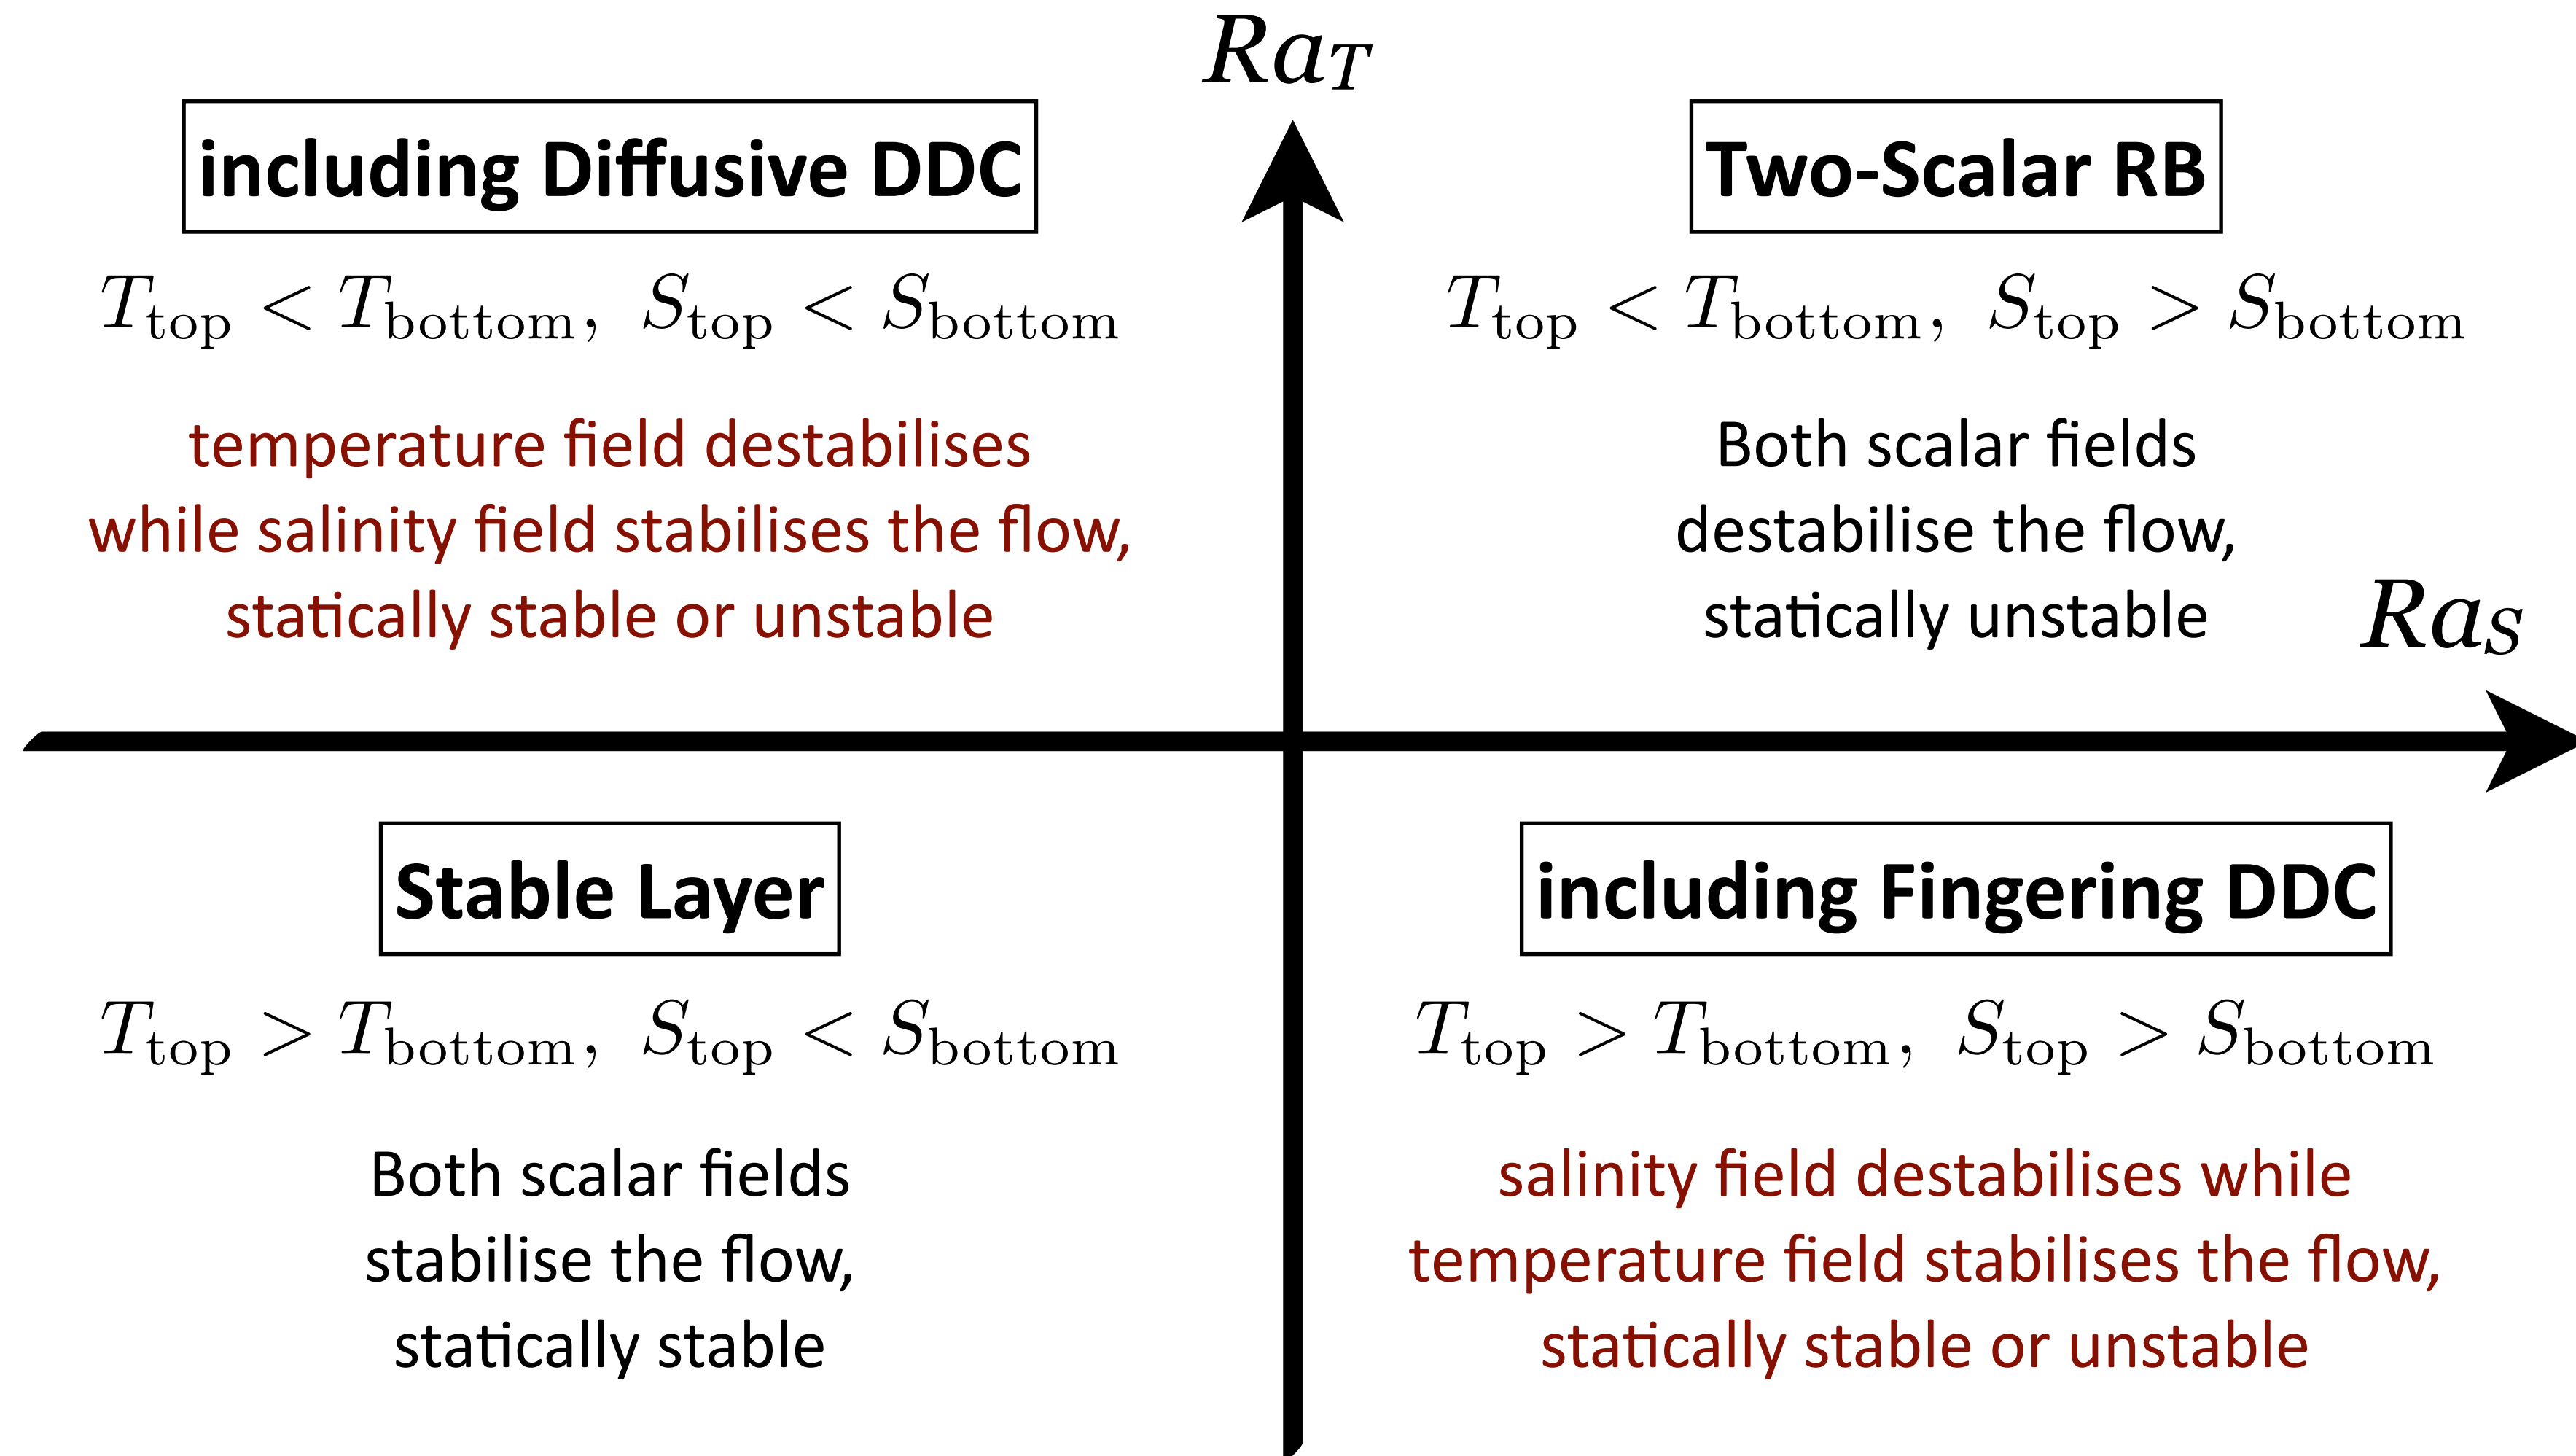 Ra_T
including Diffusive DDC
T_top < T_bottom, S_top < S_bottom
temperature field destabilises
while salinity field stabilises the flow,
statically stable or unstable
Two-Scalar RB
T_top < T_bottom, S_top > S_bottom
Both scalar fields
destabilise the flow,
statically unstable
Ra_S
Stable Layer
T_top > T_bottom, S_top < S_bottom
Both scalar fields
stabilise the flow,
statically stable
including Fingering DDC
T_top > T_bottom, S_top > S_bottom
salinity field destabilises while
temperature field stabilises the flow,
statically stable or unstable